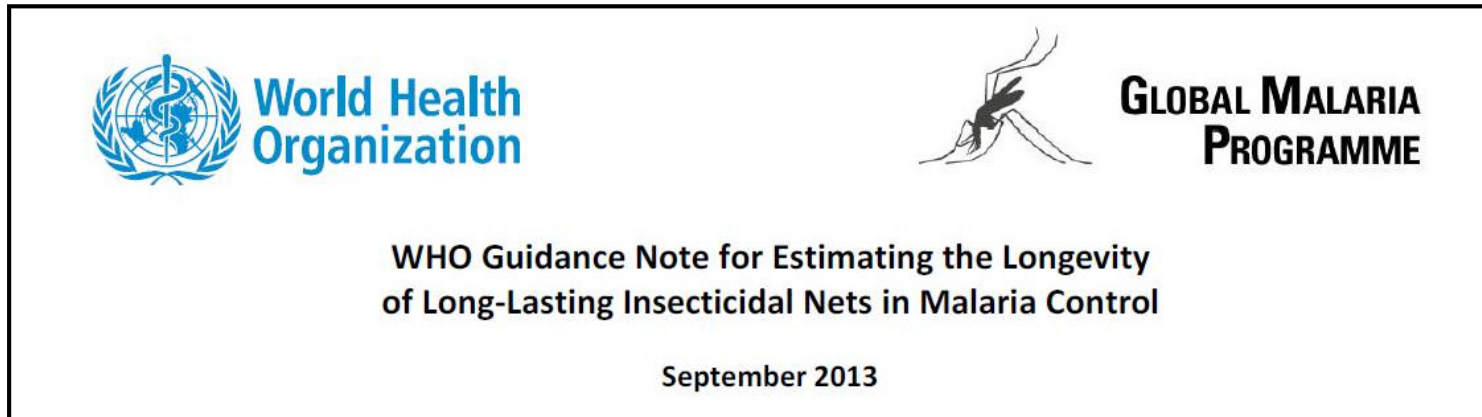 World Health
Organization
GLOBAL MALARIA
PROGRAMME
WHO Guidance Note for Estimating the Longevity
of Long-Lasting Insecticidal Nets in Malaria Control
September 2013